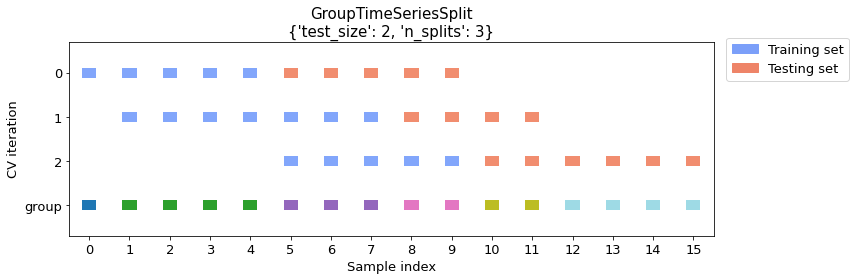 GroupTimeSeriesSplit
{'test_size': 2, 'n_splits': 3}
Training set
Testing set
CV iteration
0
1
2
group
0 1 2 3 4 5 6 7 8 9 10 11 12 13 14 15
Sample index